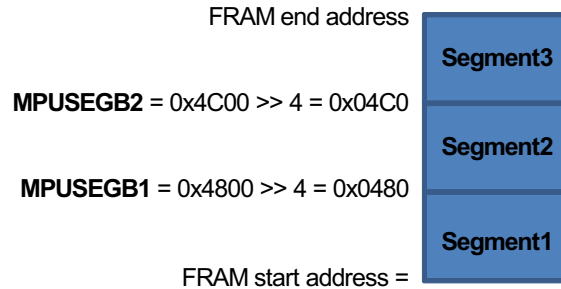 FRAM end address
Segment3
MPUSEGB2 = 0x4C00 >> 4 = 0x04C0
Segment2
MPUSEGB1 = 0x4800 >> 4 = 0x0480
Segment1
FRAM start address =